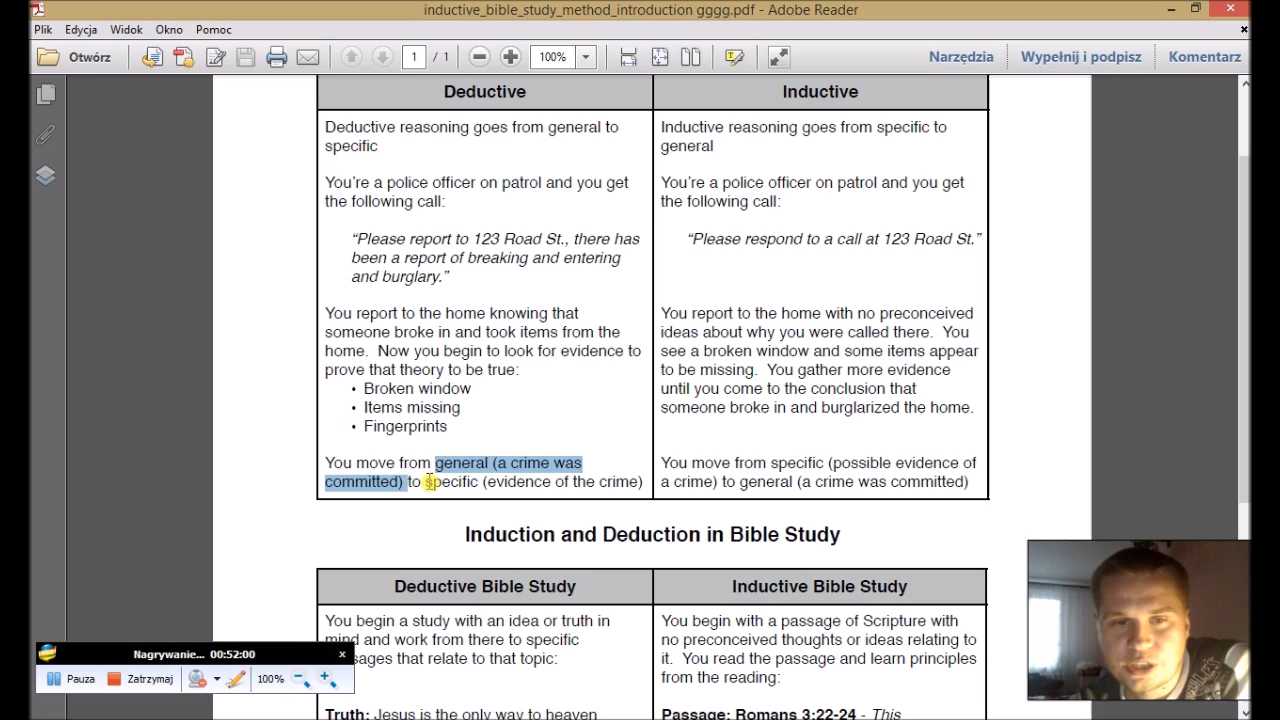 inductive_bible_study_method_introduction gggg.pdf - Adobe Reader
Plik Edycja Widok Okno Pomoc
Otwórz 1 / 1 100% Narzędzia Wypełnij i podpisz Komentarz
Deductive
Deductive reasoning goes from general to
specific
You’re a police officer on patrol and you get
the following call:
“Please report to 123 Road St., there has
been a report of breaking and entering
and burglary.”
You report to the home knowing that
someone broke in and took items from the
home. Now you begin to look for evidence to
prove that theory to be true:
• Broken window
• Items missing
• Fingerprints
You move from general (a crime was
committed) to specific (evidence of the crime)
Inductive
Inductive reasoning goes from specific to
general
You’re a police officer on patrol and you get
the following call:
“Please respond to a call at 123 Road St.”
You report to the home with no preconceived
ideas about why you were called there. You
see a broken window and some items appear
to be missing. You gather more evidence
until you come to the conclusion that
someone broke in and burglarized the home.
You move from specific (possible evidence of
a crime) to general (a crime was committed)
Induction and Deduction in Bible Study
Deductive Bible Study
You begin a study with an idea or truth in
mind and work from there to specific
that relate to that topic:
Truth: Jesus is the only way to heaven
Inductive Bible Study
You begin with a passage of Scripture with
no preconceived thoughts or ideas relating to
it. You read the passage and learn principles
from the reading:
Passage: Romans 3:22-24 - This
Nagrywanie... 00:52:00
Pauza Zatrzymaj 100%